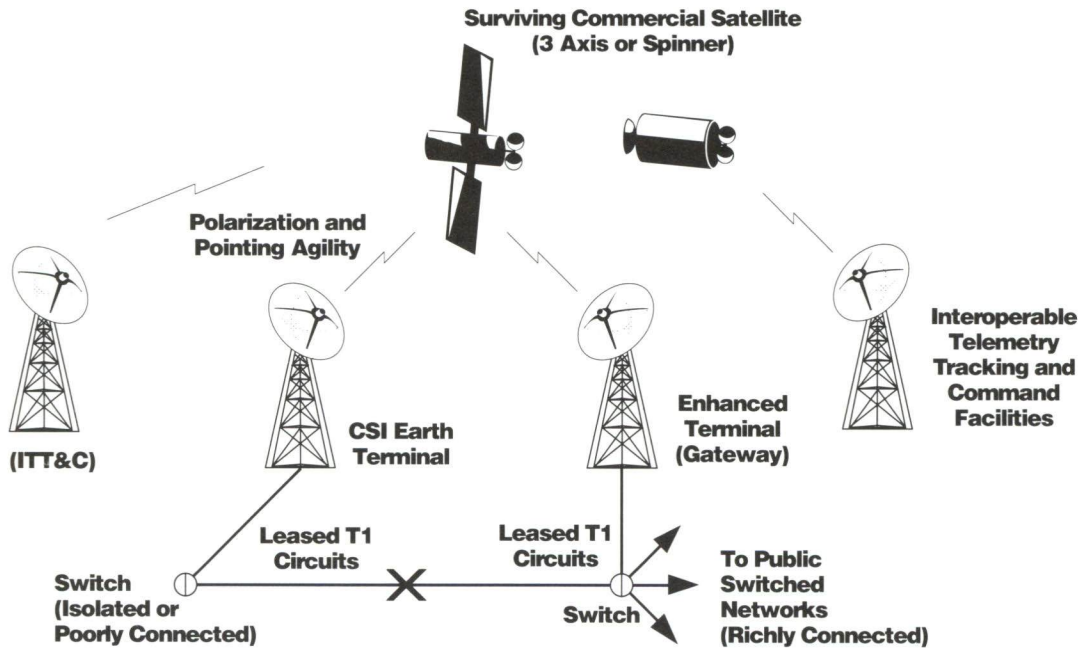 Surviving Commercial Satellite
(3 Axis or Spinner)
Polarization and
Pointing Agility
Interoperable
Telemetry
Tracking and
Command
Facilities
(ITT&C)
CSI Earth
Terminal
Enhanced
Terminal
(Gateway)
Leased T1
Circuits
Leased T1
Circuits
Switch
(Isolated or
Poorly Connected)
Switch
To Public
Switched
Networks
(Richly Connected)